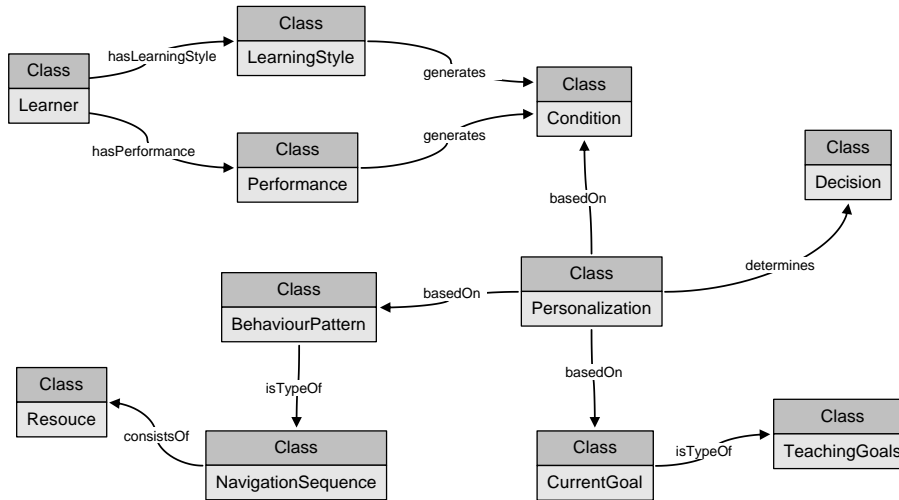 Class
LearningStyle
hasLearningStyle
Class
Learner
generates
Class
Condition
hasPerformance
generates
Class
Performance
Class
Decision
basedOn
determines
Class
Personalization
basedOn
Class
BehaviourPattern
basedOn
isTypeOf
Class
Resouce
consistsOf
Class
NavigationSequence
Class
CurrentGoal
isTypeOf
Class
TeachingGoals